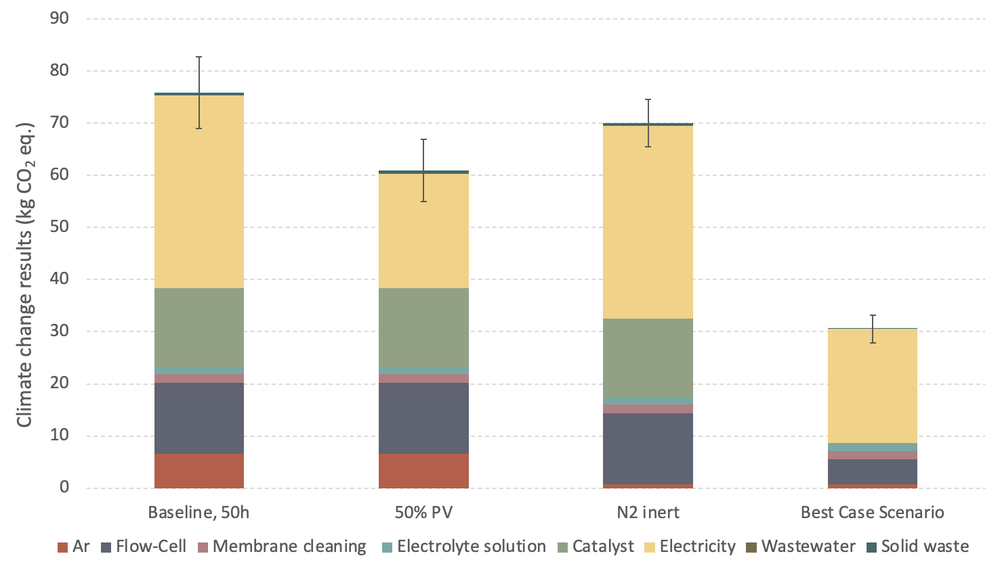 Climate change results (kg CO₂ eq.)
90
80
70
60
50
40
30
20
10
0
Baseline, 50h
50% PV
N2 inert
Best Case Scenario
Ar Flow-Cell Membrane cleaning Electrolyte solution Catalyst Electricity Wastewater Solid waste